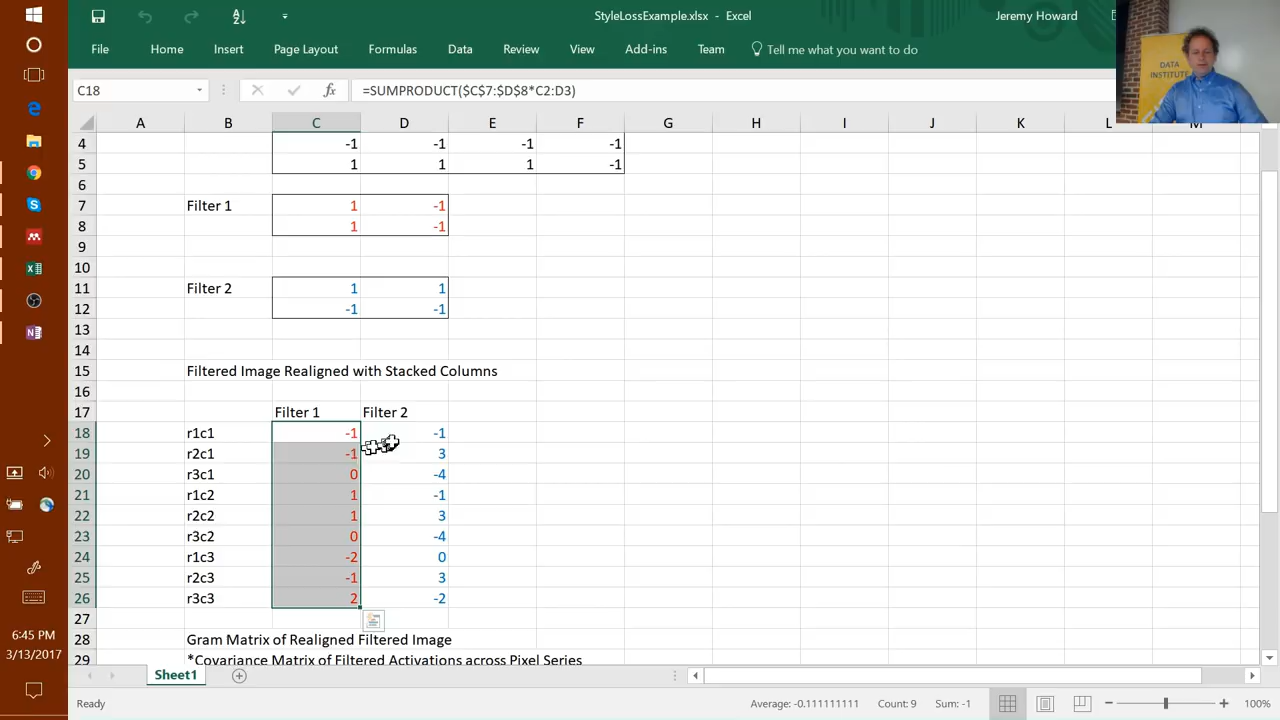 StyleLossExample.xlsx - Excel
Jeremy Howard
File Home Insert Page Layout Formulas Data Review View Add-ins Team Tell me what you want to do
DATA
INSTITUTE
C18 fx =SUMPRODUCT($C$7:$D$8*C2:D3)
A B C D E F G H I J K L M
4 -1 -1 -1 -1
5 1 1 1 -1
6
7 Filter 1 1 -1
8 1 -1
9
10
11 Filter 2 1 1
12 -1 -1
13
14
15 Filtered Image Realigned with Stacked Columns
16
17 Filter 1 Filter 2
18 r1c1 -1 -1
19 r2c1 -1 3
20 r3c1 0 -4
21 r1c2 1 -1
22 r2c2 1 3
23 r3c2 0 -4
24 r1c3 -2 0
25 r2c3 -1 3
26 r3c3 2 -2
27
28 Gram Matrix of Realigned Filtered Image
29 *Covariance Matrix of Filtered Activations across Pixel Series
Sheet1
Ready Average: -0.111111111 Count: 9 Sum: -1 100%
6:45 PM
3/13/2017